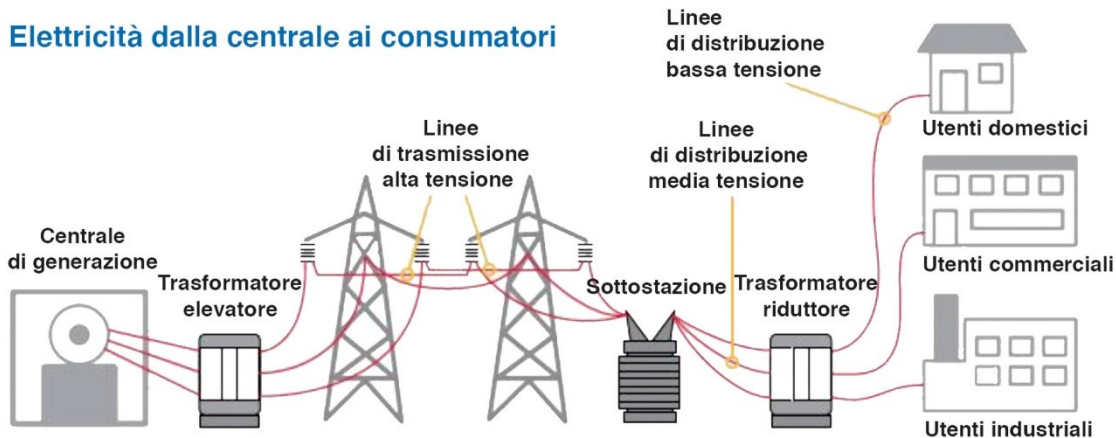 Elettricità dalla centrale ai consumatori
Linee
di distribuzione
bassa tensione
Linee
di trasmissione
alta tensione
Linee
di distribuzione
media tensione
Utenti domestici
Centrale
di generazione
Trasformatore
elevatore
Sottostazione
Trasformatore
riduttore
Utenti commerciali
Utenti industriali